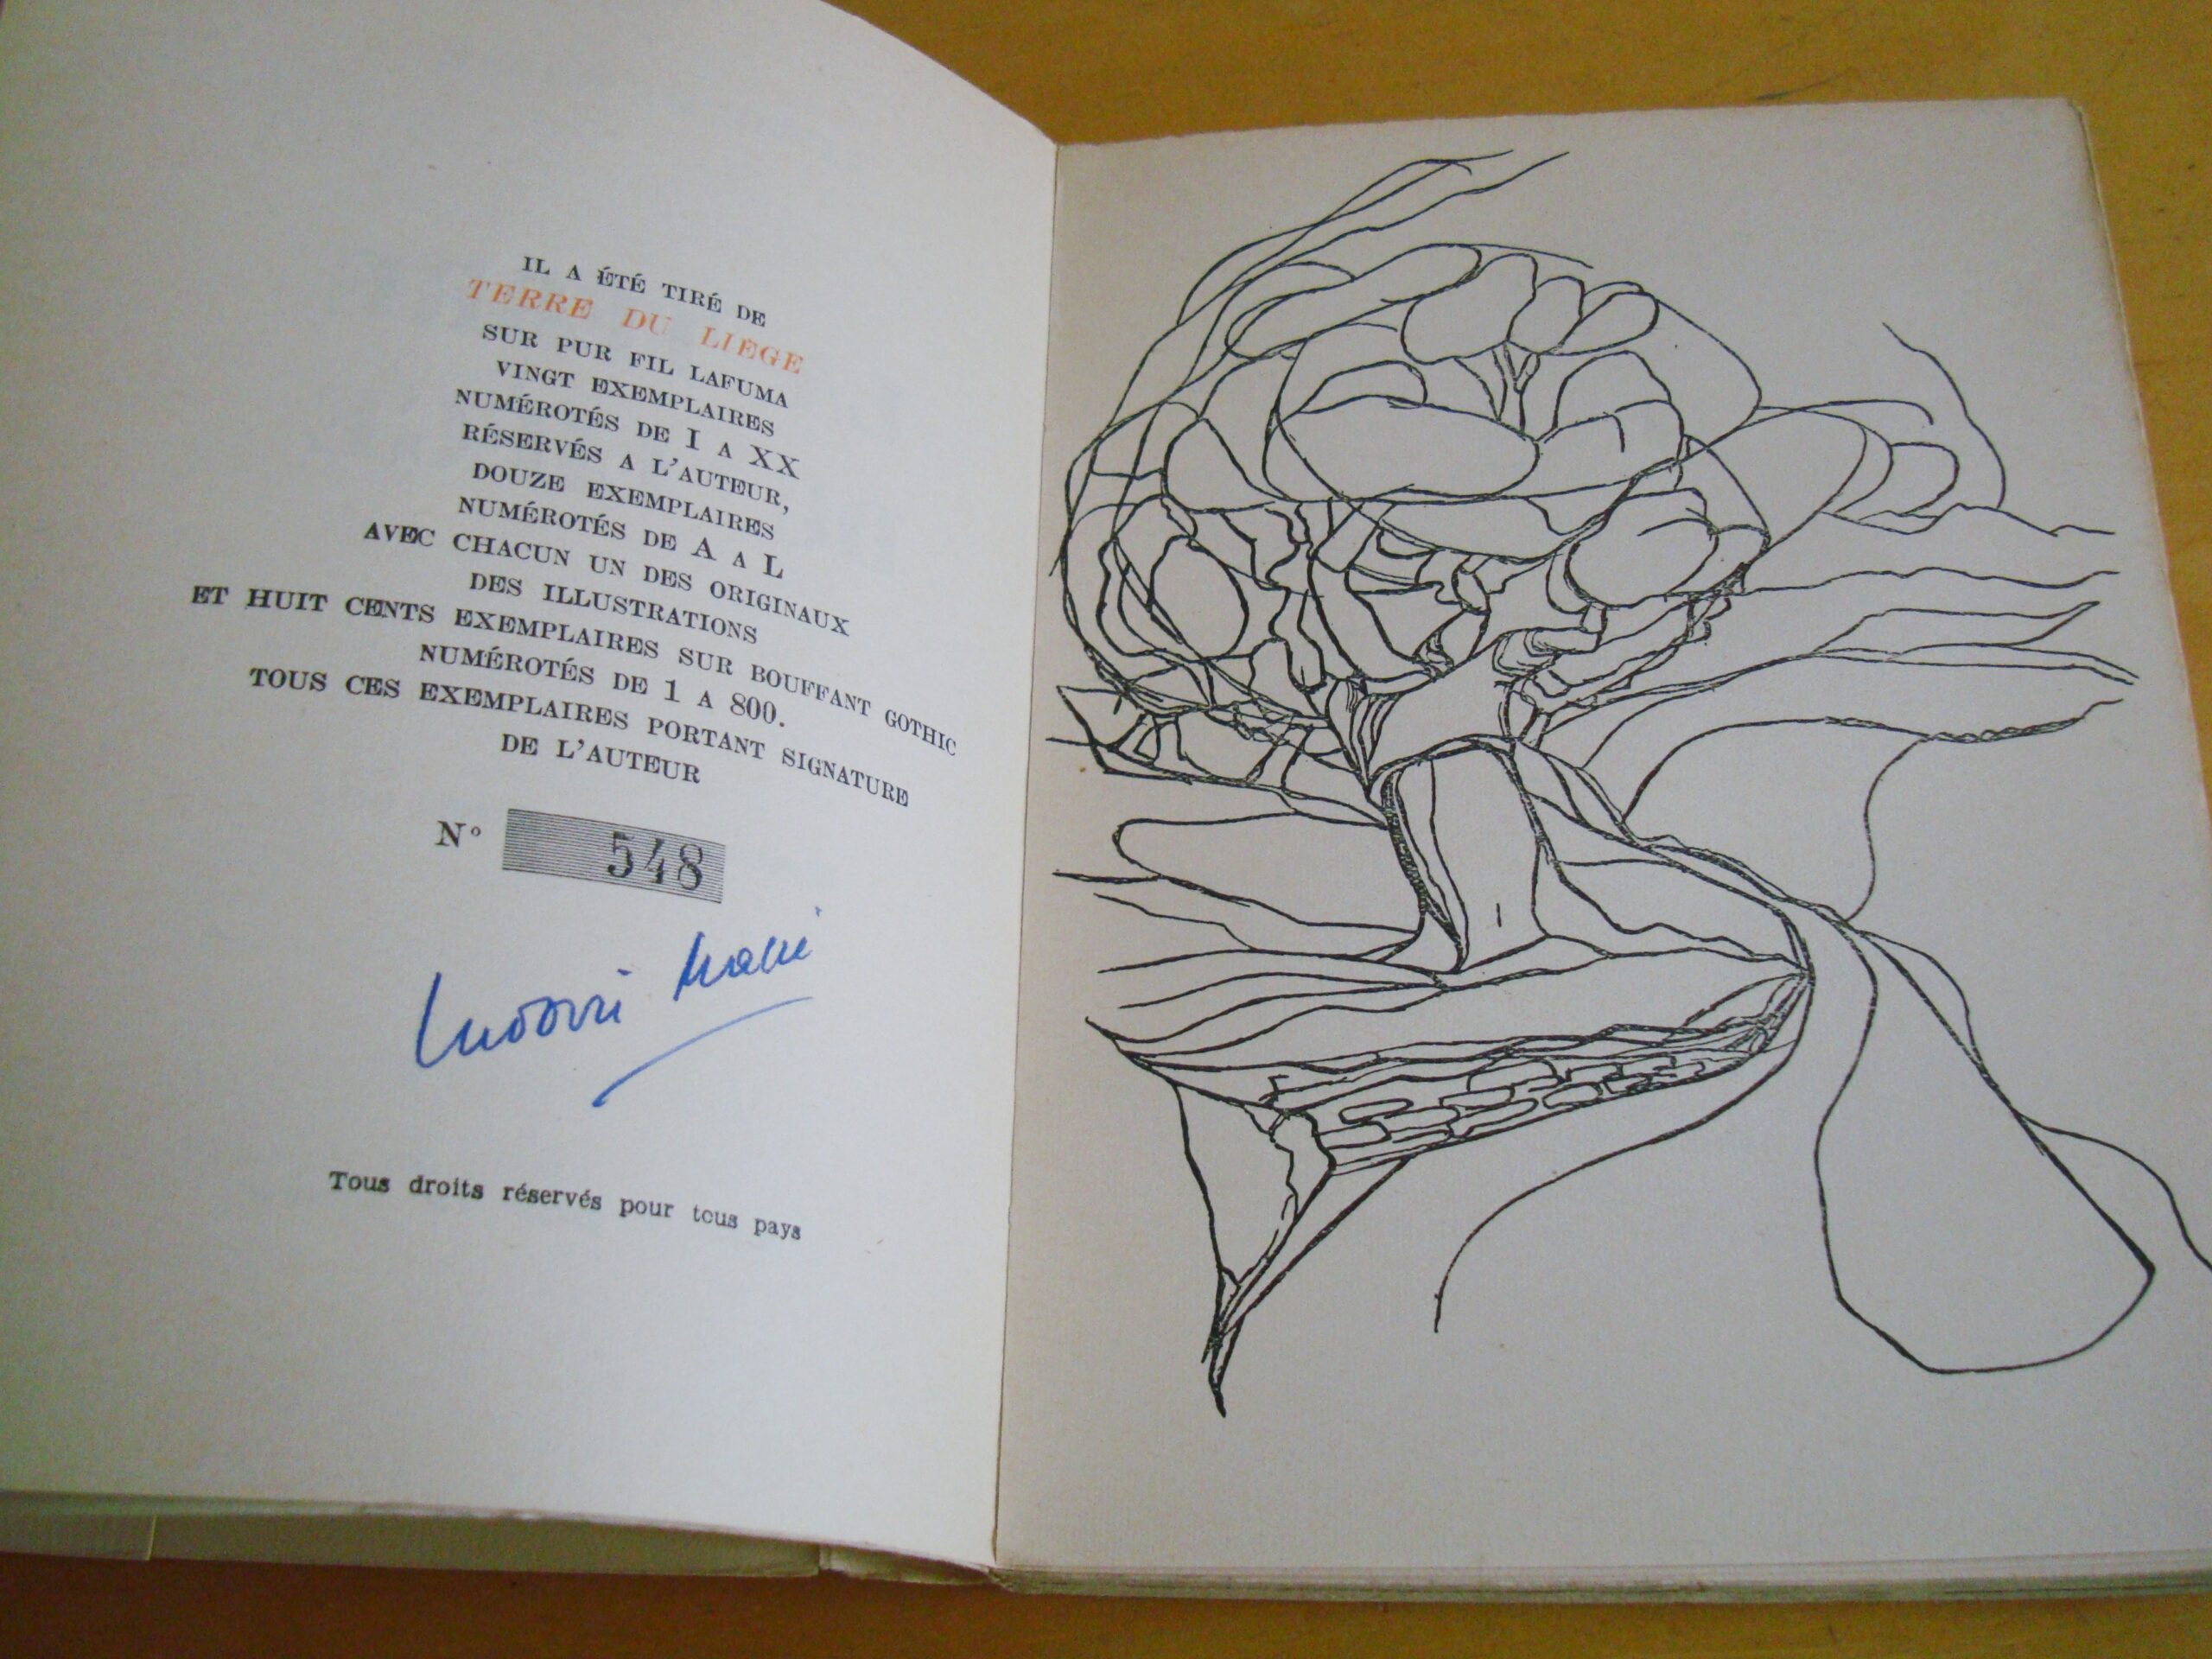 IL A ÉTÉ TIRÉ DE
TERRE DU LIÈGE
SUR PUR FIL LAFUMA
VINGT EXEMPLAIRES
NUMÉROTÉS DE I A XX
RÉSERVÉS A L'AUTEUR,
DOUZE EXEMPLAIRES
NUMÉROTÉS DE A A L
AVEC CHACUN UN DES ORIGINAUX
DES ILLUSTRATIONS
ET HUIT CENTS EXEMPLAIRES SUR BOUFFANT GOTHIC
NUMÉROTÉS DE 1 A 800.
TOUS CES EXEMPLAIRES PORTANT SIGNATURE
DE L'AUTEUR
N° 548
Tous droits réservés pour tous pays